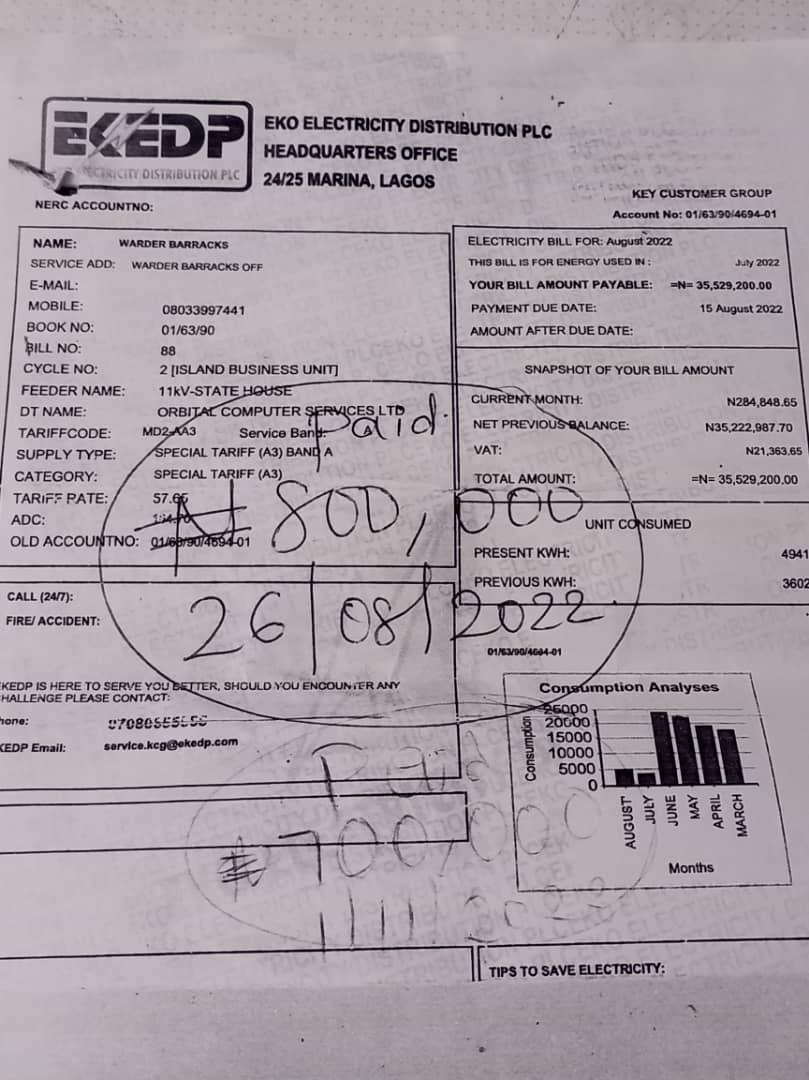 EKEDP
ELECTRICITY DISTRIBUTION PLC
EKO ELECTRICITY DISTRIBUTION PLC
HEADQUARTERS OFFICE
24/25 MARINA, LAGOS
NERC ACCOUNTNO:
KEY CUSTOMER GROUP
Account No: 01/63/90/4694-01
NAME: WARDER BARRACKS
SERVICE ADD: WARDER BARRACKS OFF
E-MAIL:
MOBILE: 08033997441
BOOK NO: 01/63/90
BILL NO: 88
CYCLE NO: 2 [ISLAND BUSINESS UNIT]
FEEDER NAME: 11kV-STATE HOUSE
DT NAME: ORBITAL COMPUTER SERVICES LTD
TARIFFCODE: MD2-AA3 Service Band: A
SUPPLY TYPE: SPECIAL TARIFF (A3) BAND A
CATEGORY: SPECIAL TARIFF (A3)
TARIFF RATE: 57.65
ADC:
OLD ACCOUNTNO: 01/63/90/4694-01
ELECTRICITY BILL FOR: August 2022
THIS BILL IS FOR ENERGY USED IN : July 2022
YOUR BILL AMOUNT PAYABLE: =N= 35,529,200.00
PAYMENT DUE DATE: 15 August 2022
AMOUNT AFTER DUE DATE:
SNAPSHOT OF YOUR BILL AMOUNT
CURRENT MONTH: N284,848.65
NET PREVIOUS BALANCE: N35,222,987.70
VAT: N21,363.65
TOTAL AMOUNT: =N= 35,529,200.00
UNIT CONSUMED
PRESENT KWH: 4941
PREVIOUS KWH: 3602
01/63/90/4694-01
Paid
₦800,000
26/08/2022
CALL (24/7):
FIRE/ ACCIDENT:
EKEDP IS HERE TO SERVE YOU BETTER, SHOULD YOU ENCOUNTER ANY
CHALLENGE PLEASE CONTACT:
hone:
KEDP Email: service.kcg@ekedp.com
Paid
₦700,000
Consumption Analyses
Consumption
25000
20000
15000
10000
5000
0
AUGUST
JULY
JUNE
MAY
APRIL
MARCH
Months
TIPS TO SAVE ELECTRICITY: